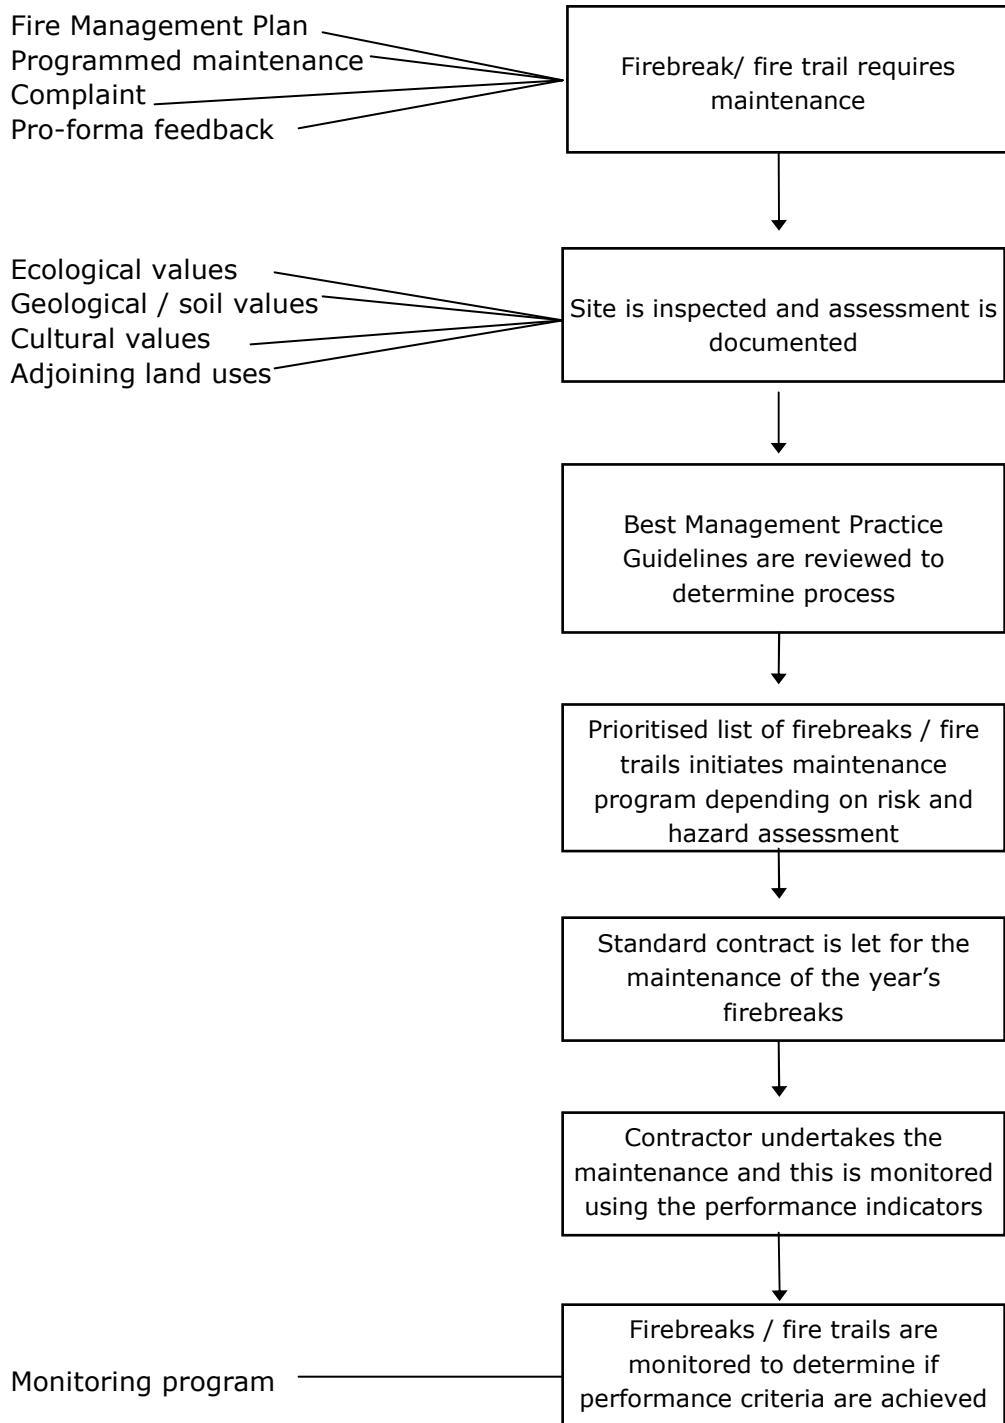 Fire Management Plan
Programmed maintenance
Complaint
Pro-forma feedback
Firebreak/ fire trail requires
maintenance
Ecological values
Geological / soil values
Cultural values
Adjoining land uses
Site is inspected and assessment is
documented
Best Management Practice
Guidelines are reviewed to
determine process
Prioritised list of firebreaks / fire
trails initiates maintenance
program depending on risk and
hazard assessment
Standard contract is let for the
maintenance of the year’s
firebreaks
Contractor undertakes the
maintenance and this is monitored
using the performance indicators
Monitoring program
Firebreaks / fire trails are
monitored to determine if
performance criteria are achieved